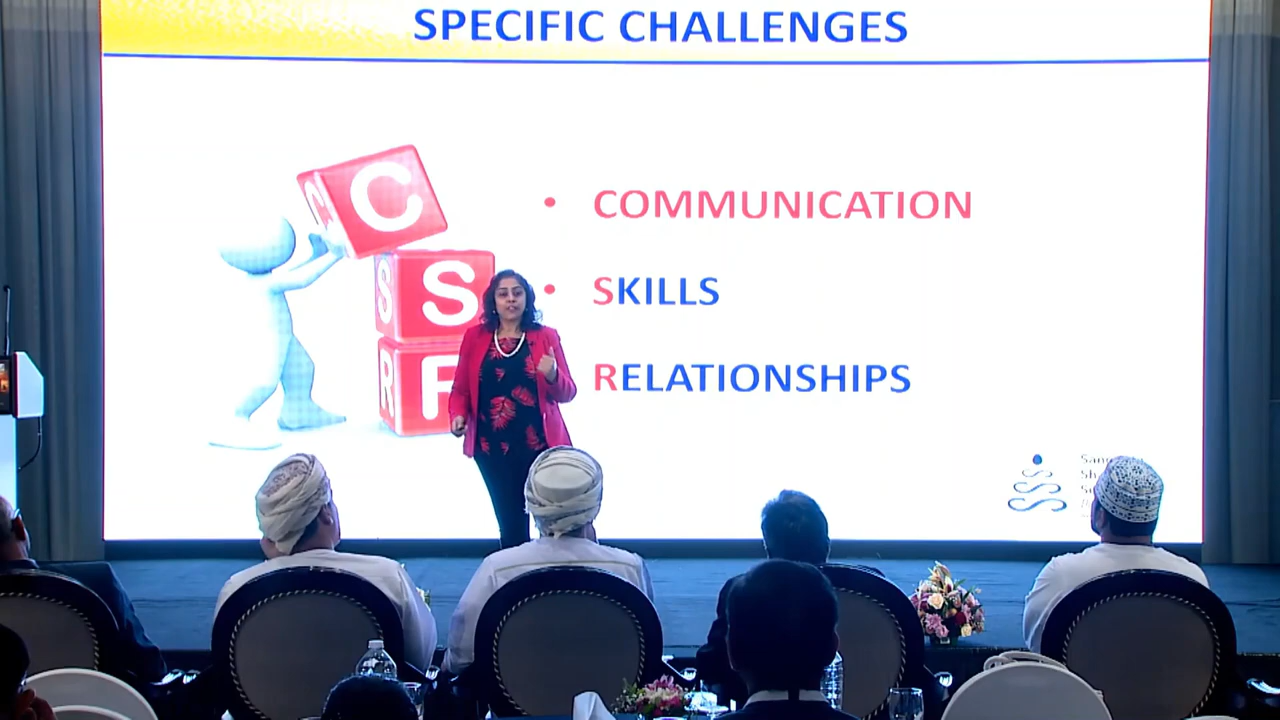 SPECIFIC CHALLENGES
C
C
• COMMUNICATION
S
S
• SKILLS
R
RELATIONSHIPS